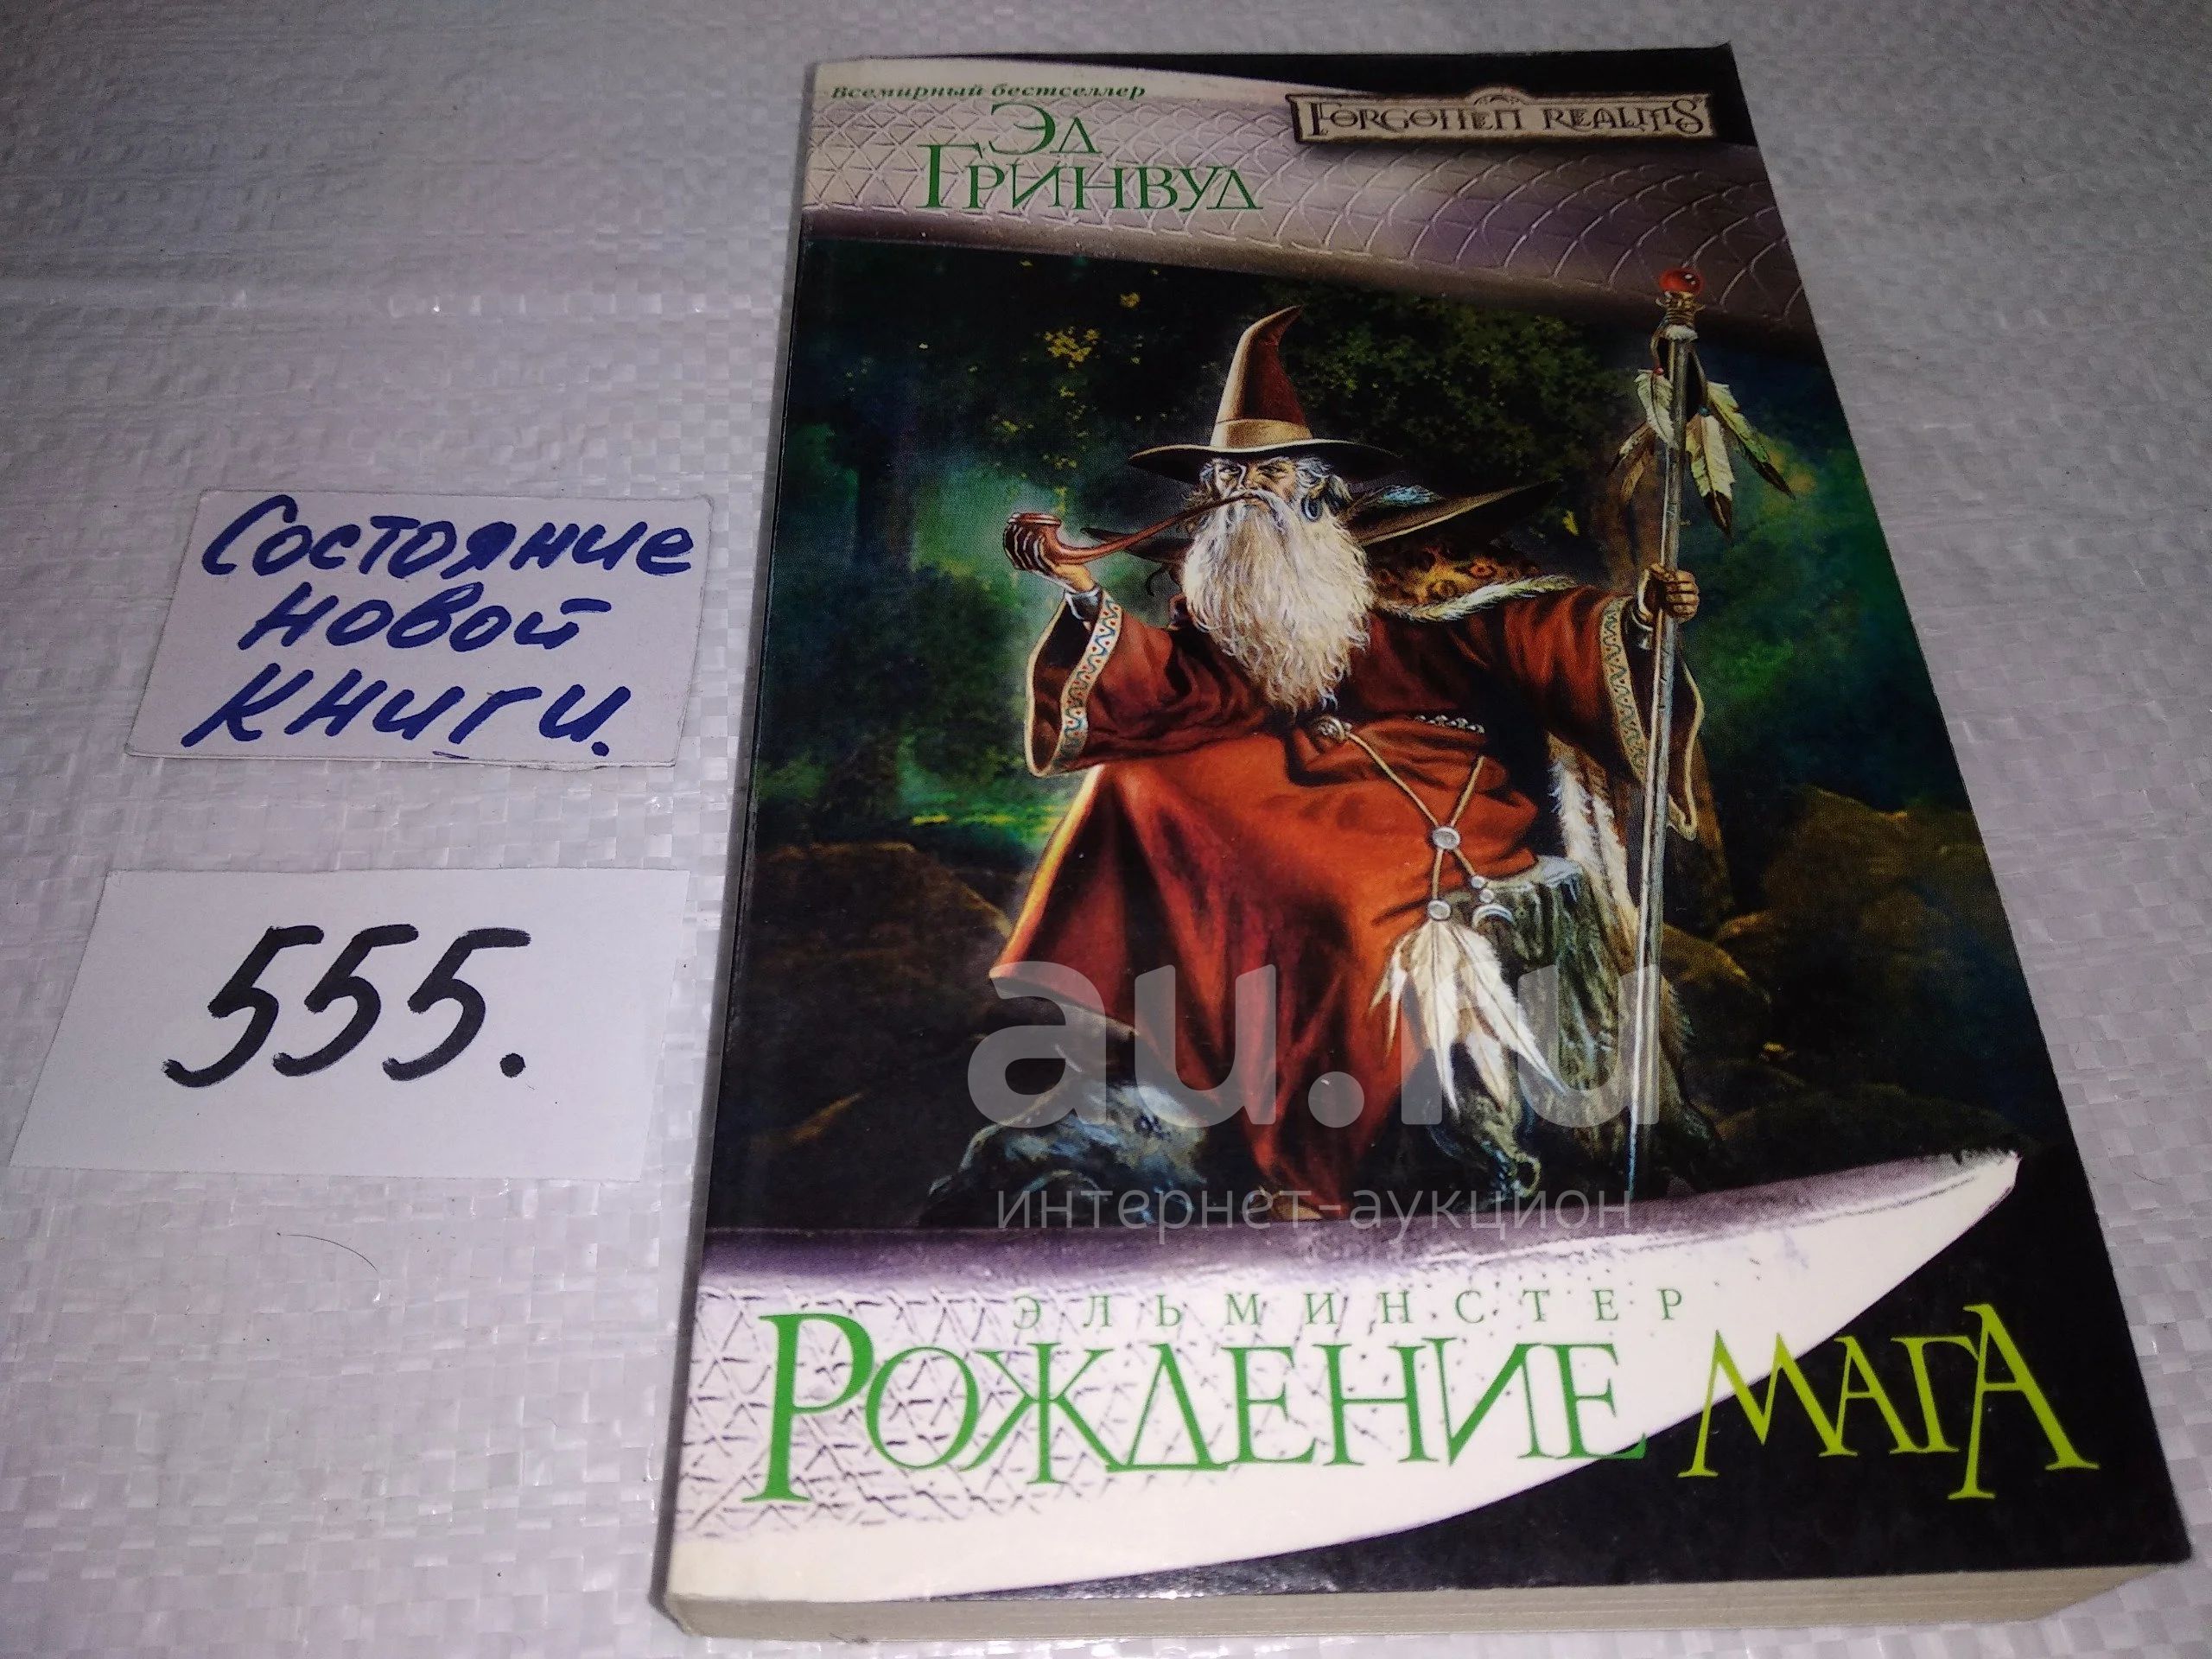 Всемирный бестселлер
Эд
Гринвуд
FORGOTTEN REALMS
Состояние
новой
книги.
555.
au.ru
интернет-аукцион
ЭЛЬМИНСТЕР
РОЖДЕНИЕ МАГА